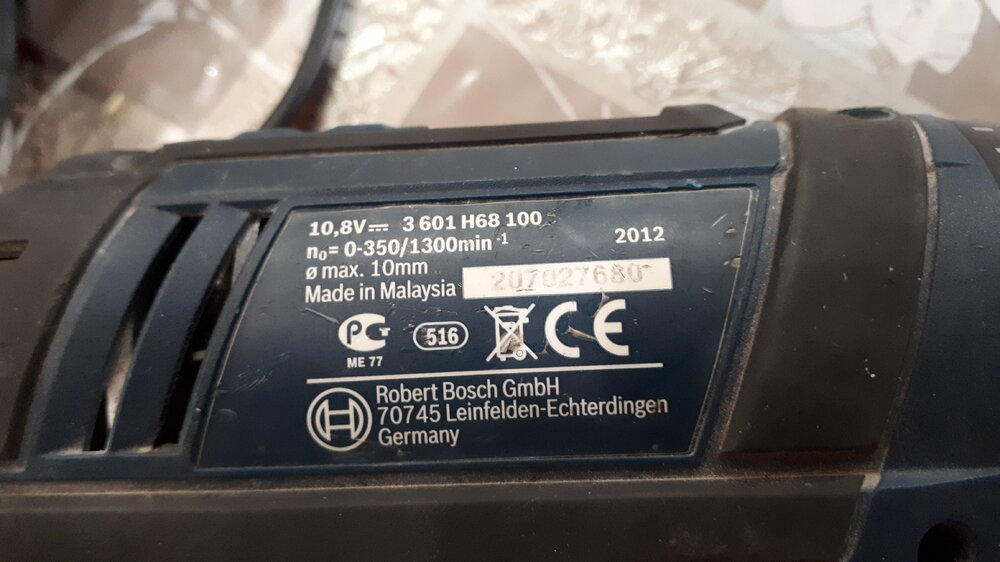 10,8V 3 601 H68 100
n₀= 0-350/1300min⁻¹
2012
ø max. 10mm
Made in Malaysia 207027680
ME 77
516
CE
Robert Bosch GmbH
70745 Leinfelden-Echterdingen
Germany